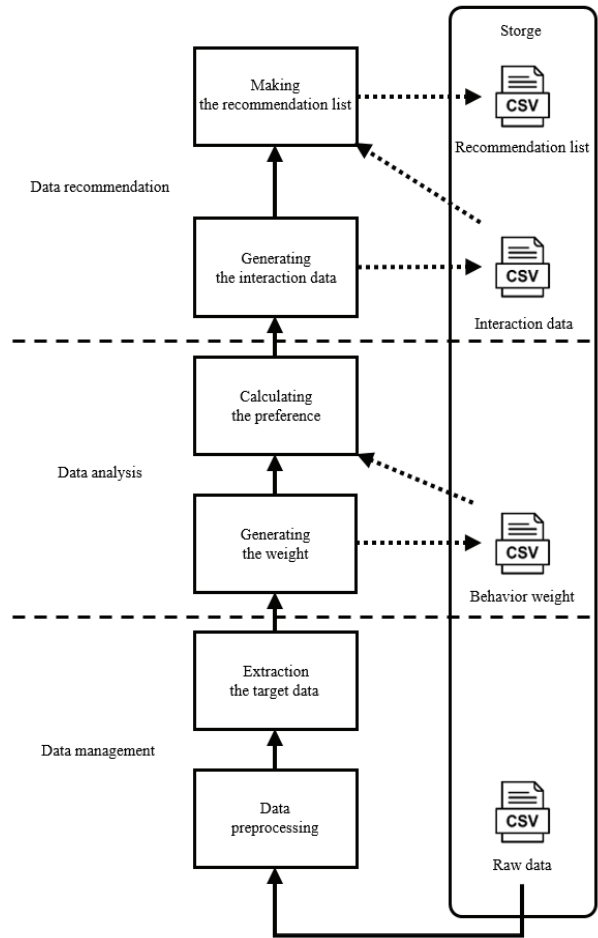 Storge
Making
the recommendation list
CSV
Recommendation list
Data recommendation
Generating
the interaction data
CSV
Interaction data
Calculating
the preference
Data analysis
Generating
the weight
CSV
Behavior weight
Extraction
the target data
Data management
Data
preprocessing
CSV
Raw data